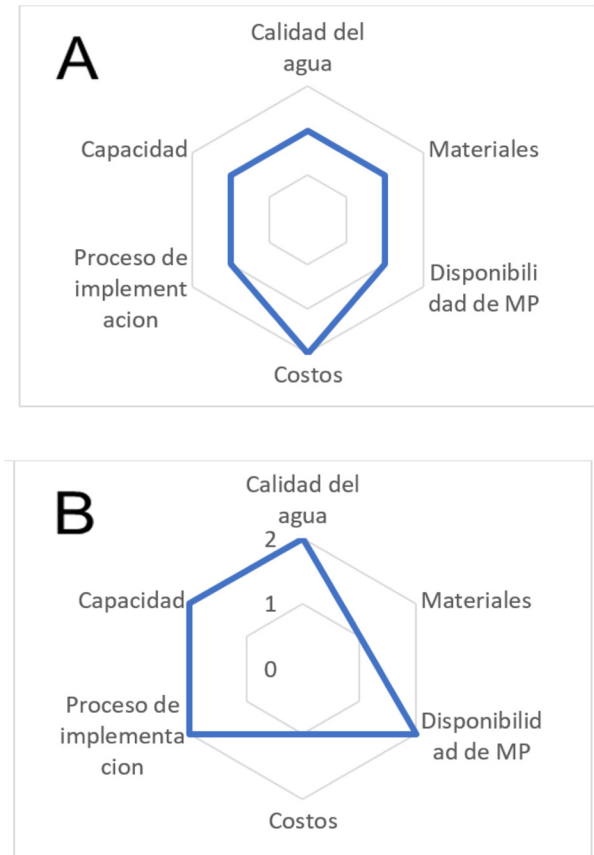 A
Calidad del
agua
Capacidad
Materiales
Proceso de
implement
acion
Disponibili
dad de MP
Costos
B
Calidad del
agua
2
Capacidad
1
Materiales
0
Proceso de
implementa
cion
Disponibilid
ad de MP
Costos